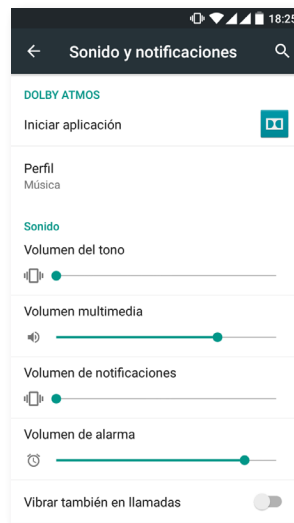 18:25
Sonido y notificaciones
DOLBY ATMOS
Iniciar aplicación
Perfil
Música
Sonido
Volumen del tono
Volumen multimedia
Volumen de notificaciones
Volumen de alarma
Vibrar también en llamadas